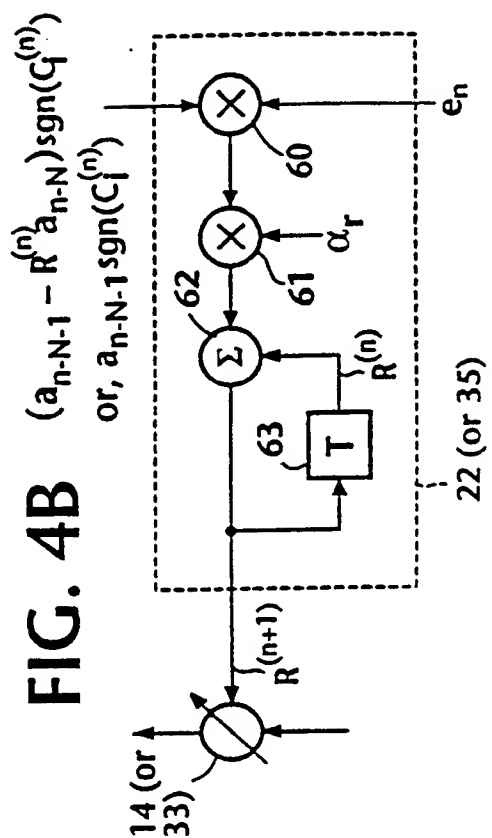 FIG. 4B
(a_{n-N-1} − R^{(n)} a_{n-N})sgn(C_i^{(n)})
or, a_{n-N-1} sgn(C_i^{(n)})
14 (or 33)
R^{(n+1)}
62
Σ
63
T
R^{(n)}
61
×
α_r
60
×
e_n
22 (or 35)